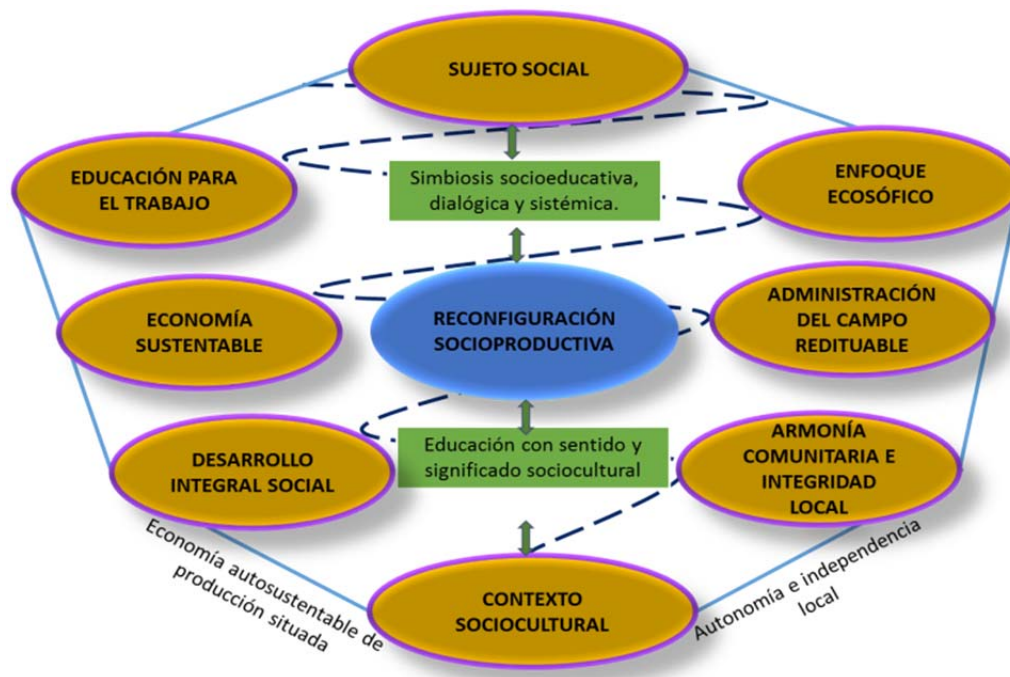 SUJETO SOCIAL
EDUCACIÓN PARA
EL TRABAJO
Simbiosis socioeducativa,
dialógica y sistémica.
ENFOQUE
ECOSÓFICO
ECONOMÍA
SUSTENTABLE
RECONFIGURACIÓN
SOCIOPRODUCTIVA
ADMINISTRACIÓN
DEL CAMPO
REDITUABLE
DESARROLLO
INTEGRAL SOCIAL
Educación con sentido y
significado sociocultural
ARMONÍA
COMUNITARIA E
INTEGRIDAD
LOCAL
Economía autosustentable de
producción situada
CONTEXTO
SOCIOCULTURAL
Autonomía e independencia
local